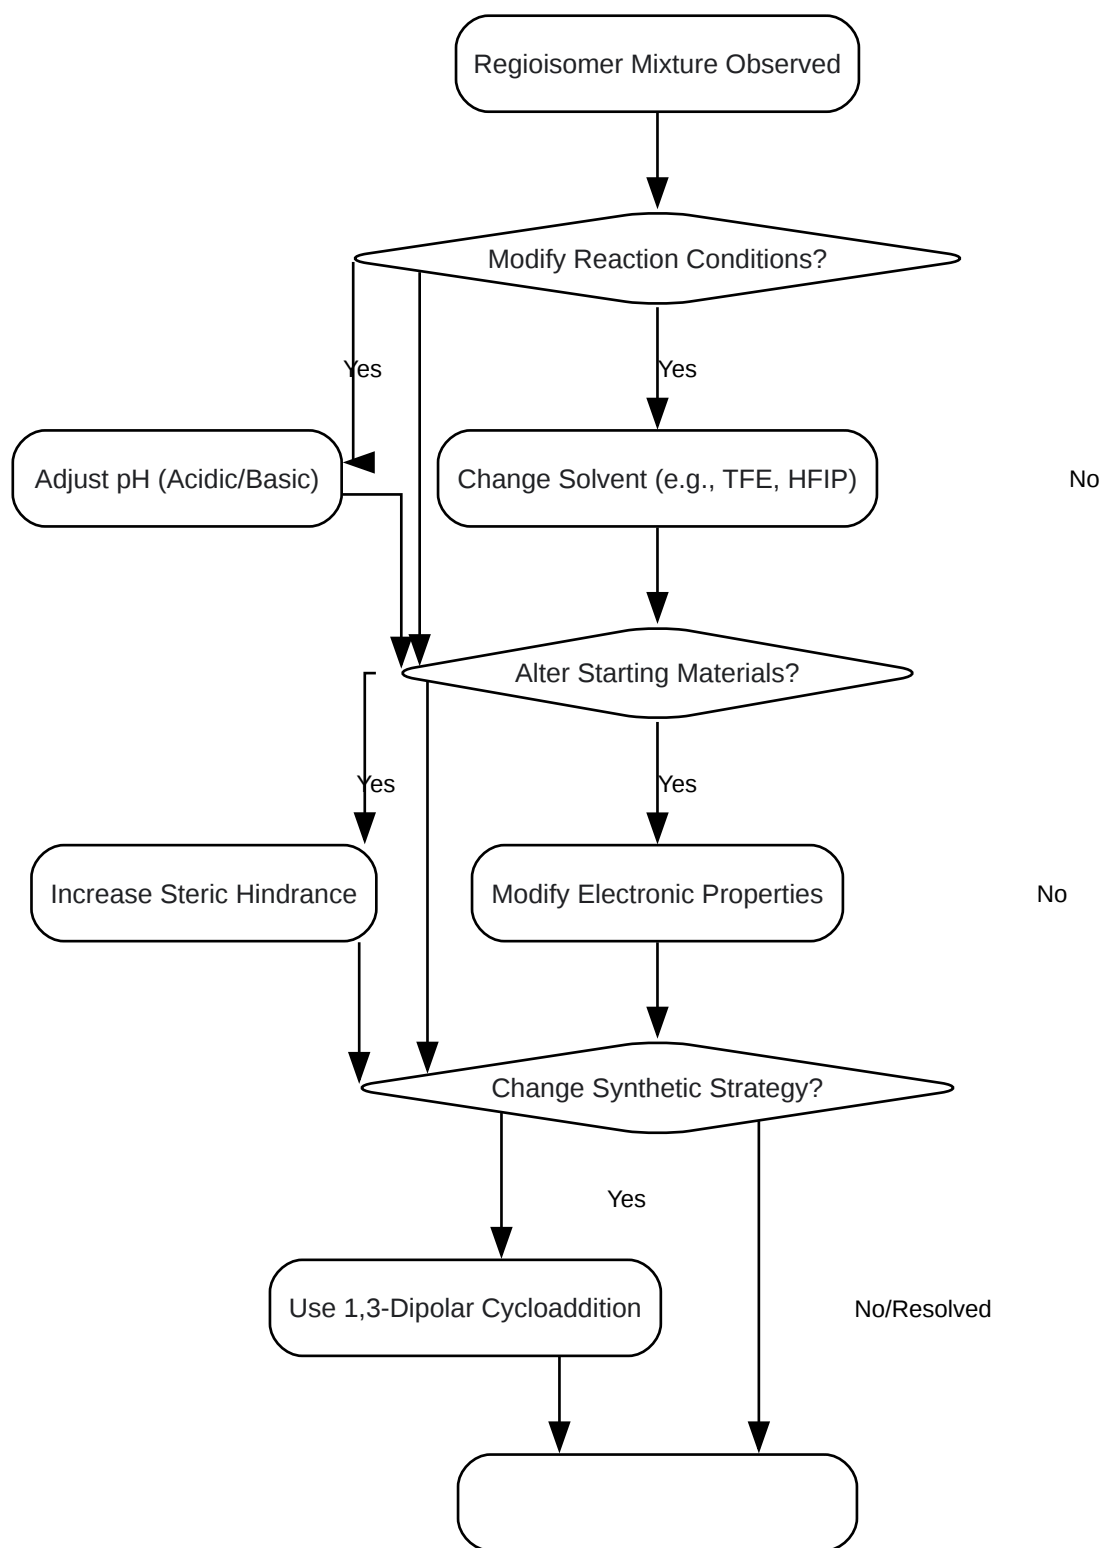 Regioisomer Mixture Observed
Modify Reaction Conditions?
Yes
Yes
Adjust pH (Acidic/Basic)
Change Solvent (e.g., TFE, HFIP)
No
Alter Starting Materials?
Yes
Yes
Increase Steric Hindrance
Modify Electronic Properties
No
Change Synthetic Strategy?
Yes
Use 1,3-Dipolar Cycloaddition
No/Resolved